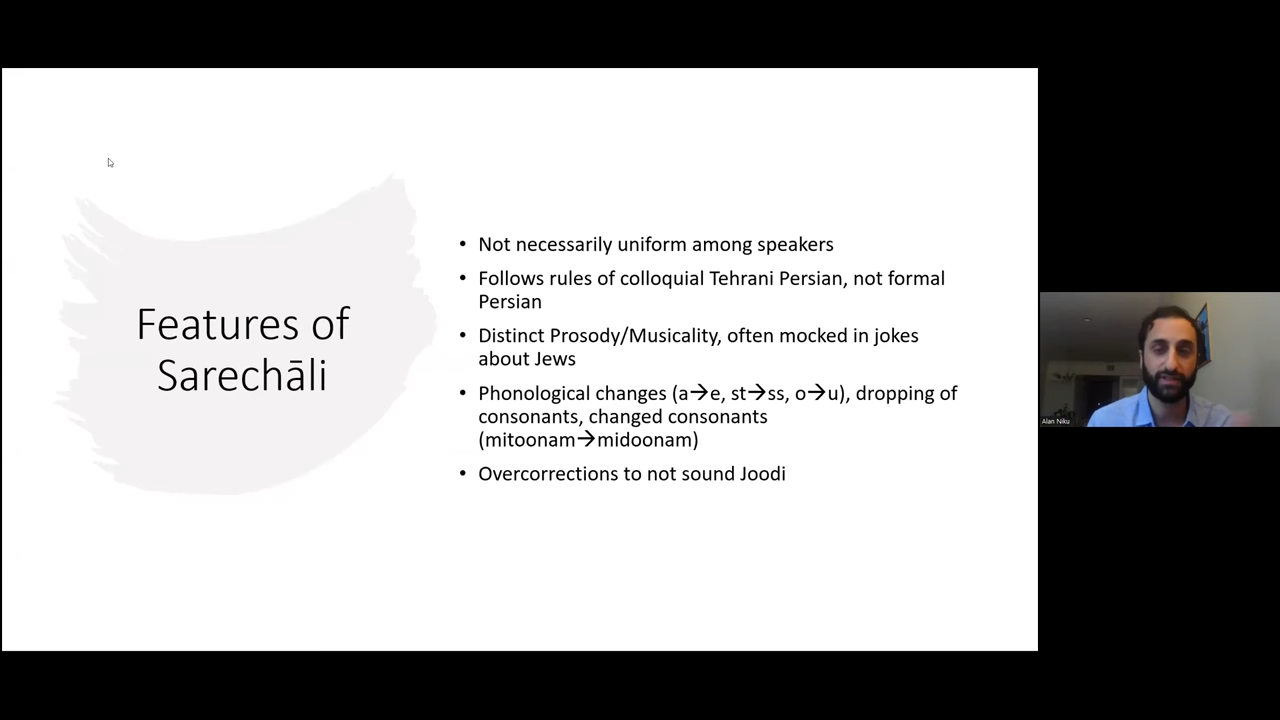 Features of
Sarechāli
• Not necessarily uniform among speakers
• Follows rules of colloquial Tehrani Persian, not formal
Persian
• Distinct Prosody/Musicality, often mocked in jokes
about Jews
• Phonological changes (a→e, st→ss, o→u), dropping of
consonants, changed consonants
(mitoonam→midoonam)
• Overcorrections to not sound Joodi
Alan Niku